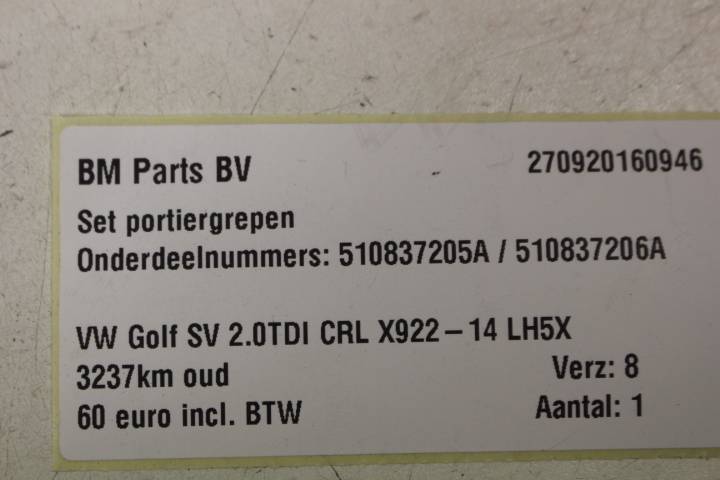 BM Parts BV 270920160946
Set portiergrepen
Onderdeelnummers: 510837205A / 510837206A
VW Golf SV 2.0TDI CRL X922-14 LH5X
3237km oud Verz: 8
60 euro incl. BTW Aantal: 1